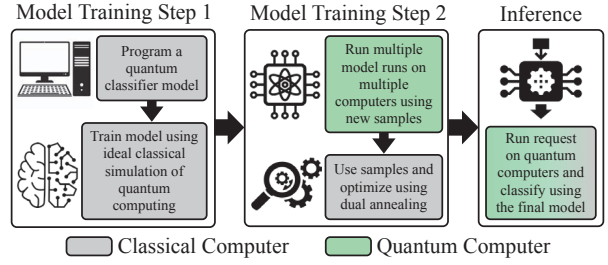 Model Training Step 1
Program a
quantum
classifier model
Train model using
ideal classical
simulation of
quantum
computing
Model Training Step 2
Run multiple
model runs on
multiple
computers using
new samples
Use samples and
optimize using
dual annealing
Inference
Run request
on quantum
computers and
classify using
the final model
Classical Computer
Quantum Computer